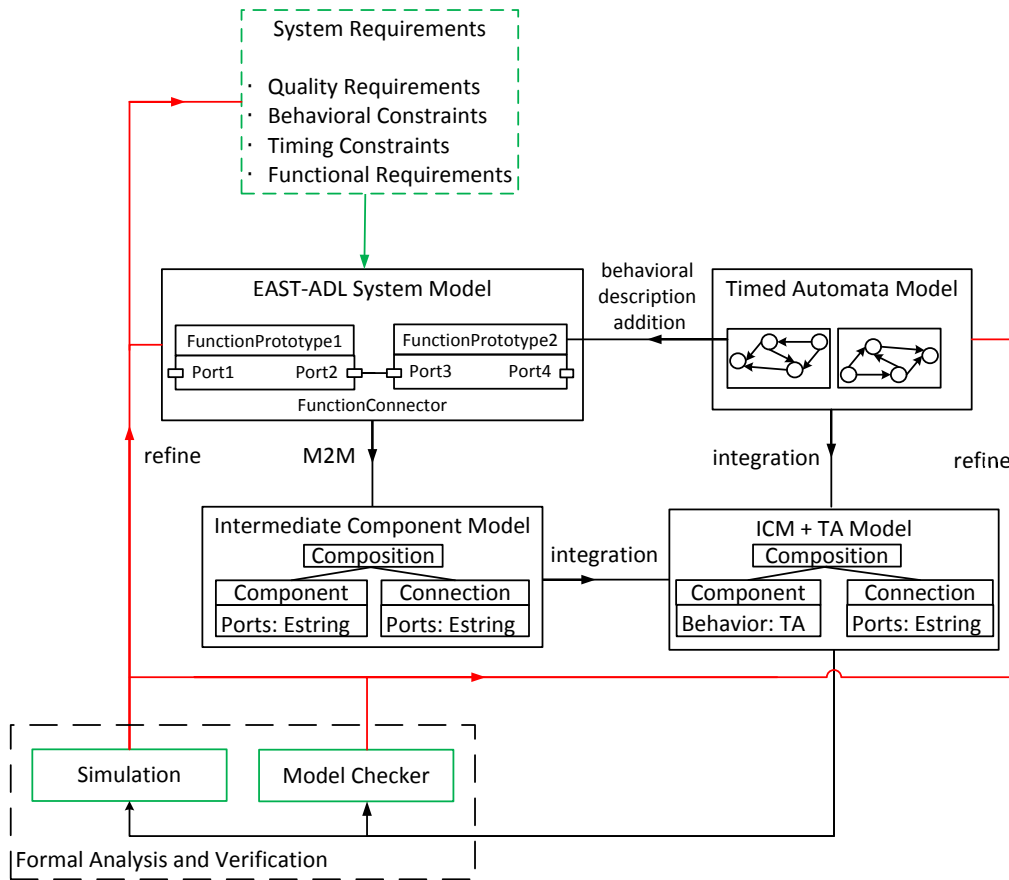 System Requirements
· Quality Requirements
· Behavioral Constraints
· Timing Constraints
· Functional Requirements
EAST-ADL System Model
FunctionPrototype1
Port1 Port2
FunctionPrototype2
Port3 Port4
FunctionConnector
behavioral
description
addition
Timed Automata Model
refine
M2M
integration
refine
Intermediate Component Model
Composition
Component
Ports: Estring
Connection
Ports: Estring
integration
ICM + TA Model
Composition
Component
Behavior: TA
Connection
Ports: Estring
Simulation
Model Checker
Formal Analysis and Verification